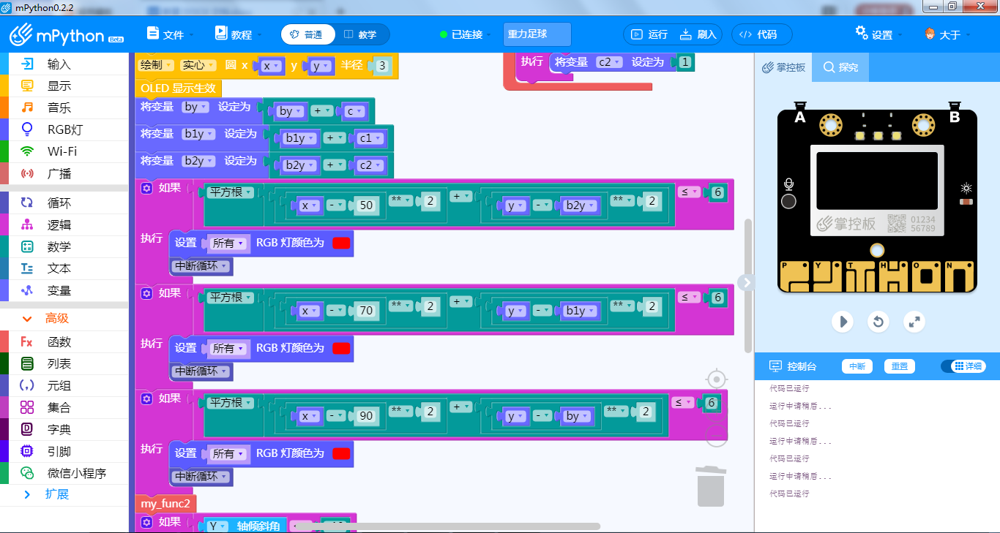 mPython0.2.2
mPython Beta 文件 教程 普通 教学 已连接 重力足球 运行 刷入 代码 设置 大于
输入
显示
音乐
RGB灯
Wi-Fi
广播
循环
逻辑
数学
文本
变量
高级
函数
列表
元组
集合
字典
引脚
微信小程序
扩展
绘制 实心 圆 x x y y 半径 3
OLED 显示生效
将变量 by 设定为 by + c
将变量 b1y 设定为 b1y + c1
将变量 b2y 设定为 b2y + c2
如果 平方根 x - 50 ** 2 + y - b2y ** 2 ≤ 6
执行 设置 所有 RGB 灯颜色为
中断循环
如果 平方根 x - 70 ** 2 + y - b1y ** 2 ≤ 6
执行 设置 所有 RGB 灯颜色为
中断循环
如果 平方根 x - 90 ** 2 + y - by ** 2 ≤ 6
执行 设置 所有 RGB 灯颜色为
中断循环
my_func2
如果 Y 轴倾斜角
执行 将变量 c2 设定为 1
掌控板 探究
A B
掌控板 01234
56789
P Y T H O N
控制台 中断 重置 详细
代码已运行
运行申请稍后...
代码已运行
运行申请稍后...
代码已运行
运行申请稍后...
代码已运行